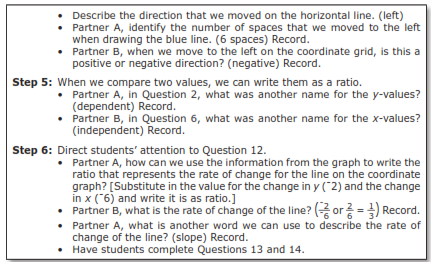 • Describe the direction that we moved on the horizontal line. (left)
• Partner A, identify the number of spaces that we moved to the left
when drawing the blue line. (6 spaces) Record.
• Partner B, when we move to the left on the coordinate grid, is this a
positive or negative direction? (negative) Record.
Step 5: When we compare two values, we can write them as a ratio.
• Partner A, in Question 2, what was another name for the y-values?
(dependent) Record.
• Partner B, in Question 6, what was another name for the x-values?
(independent) Record.
Step 6: Direct students' attention to Question 12.
• Partner A, how can we use the information from the graph to write the
ratio that represents the rate of change for the line on the coordinate
graph? [Substitute in the value for the change in y (⁻2) and the change
in x (⁻6) and write it is as ratio.]
• Partner B, what is the rate of change of the line? (⁻2/⁻6 or 2/6 = 1/3) Record.
• Partner A, what is another word we can use to describe the rate of
change of the line? (slope) Record.
• Have students complete Questions 13 and 14.